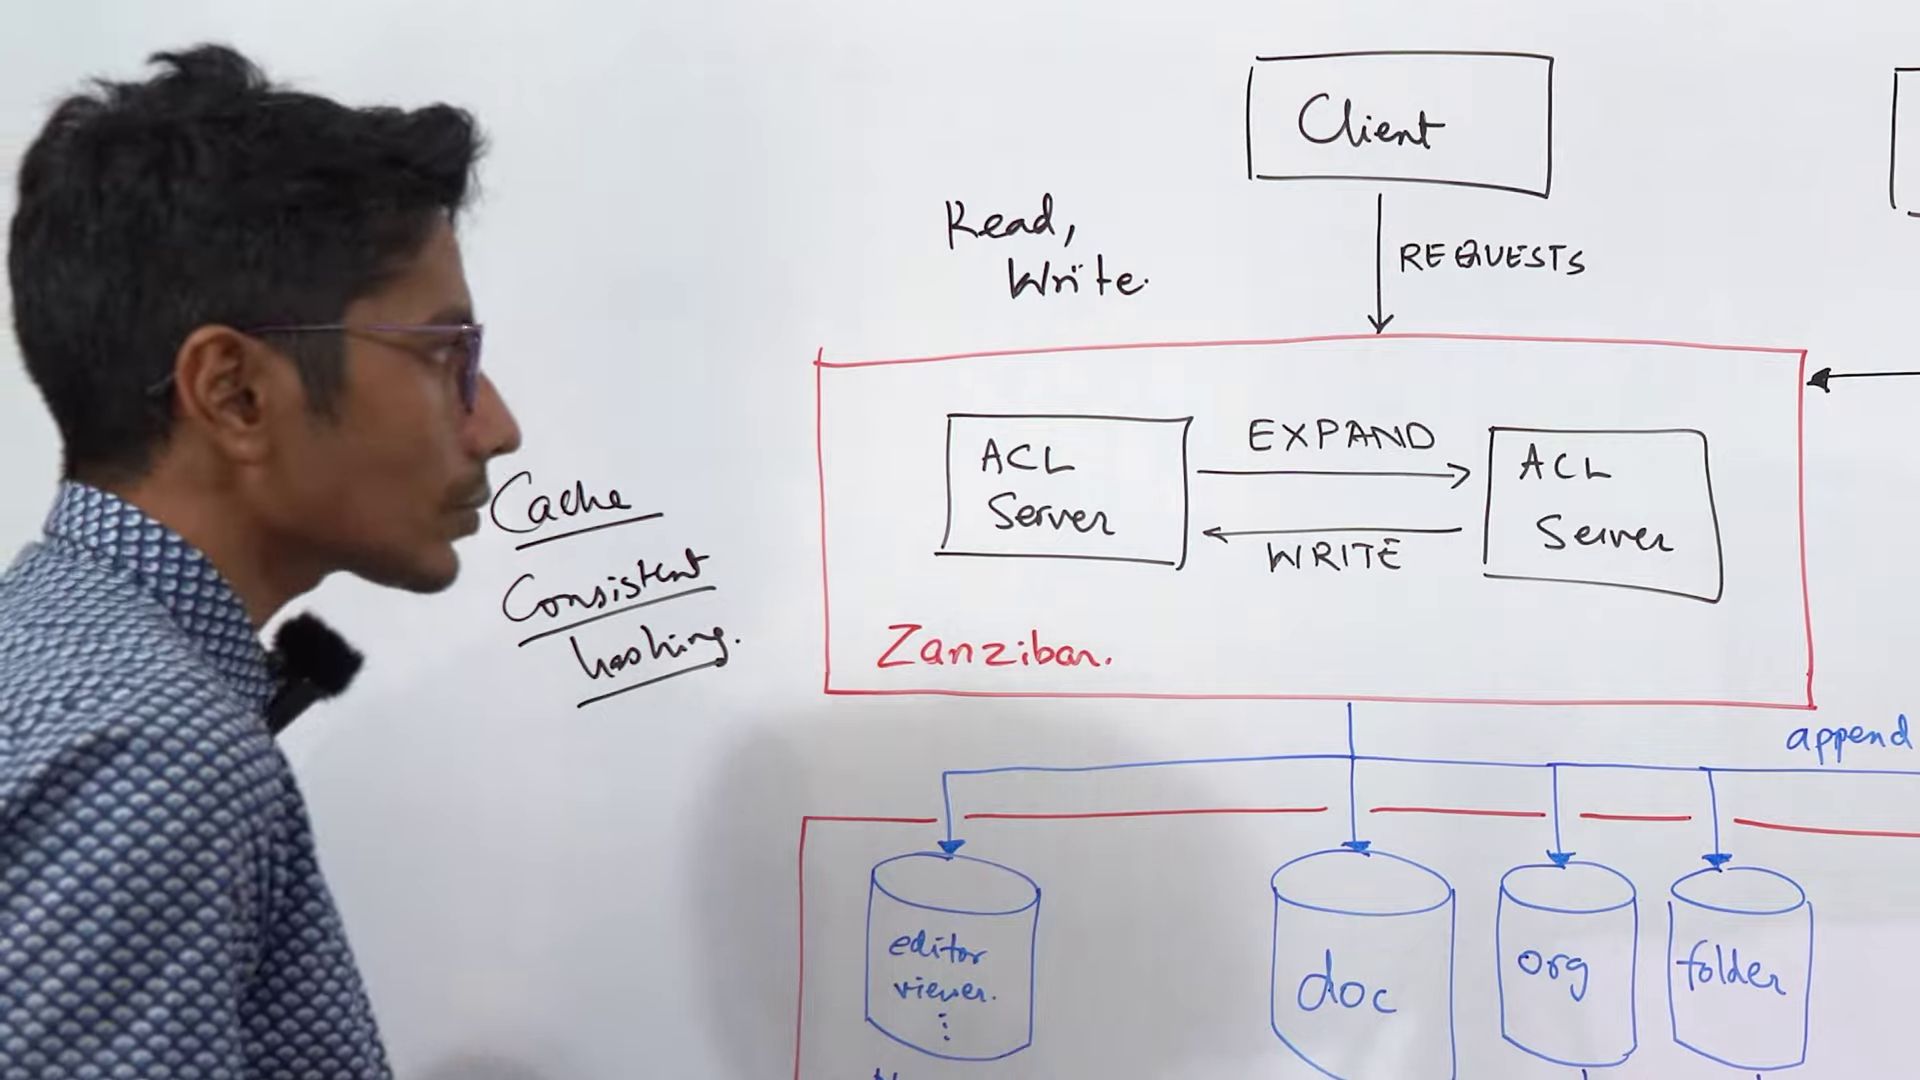 Client
Read,
Write.
REQUESTS
ACL
Server
EXPAND
WRITE
ACL
Server
Cache
Consistent
hashing.
Zanzibar.
append
editor
viewer.
doc
org
folder